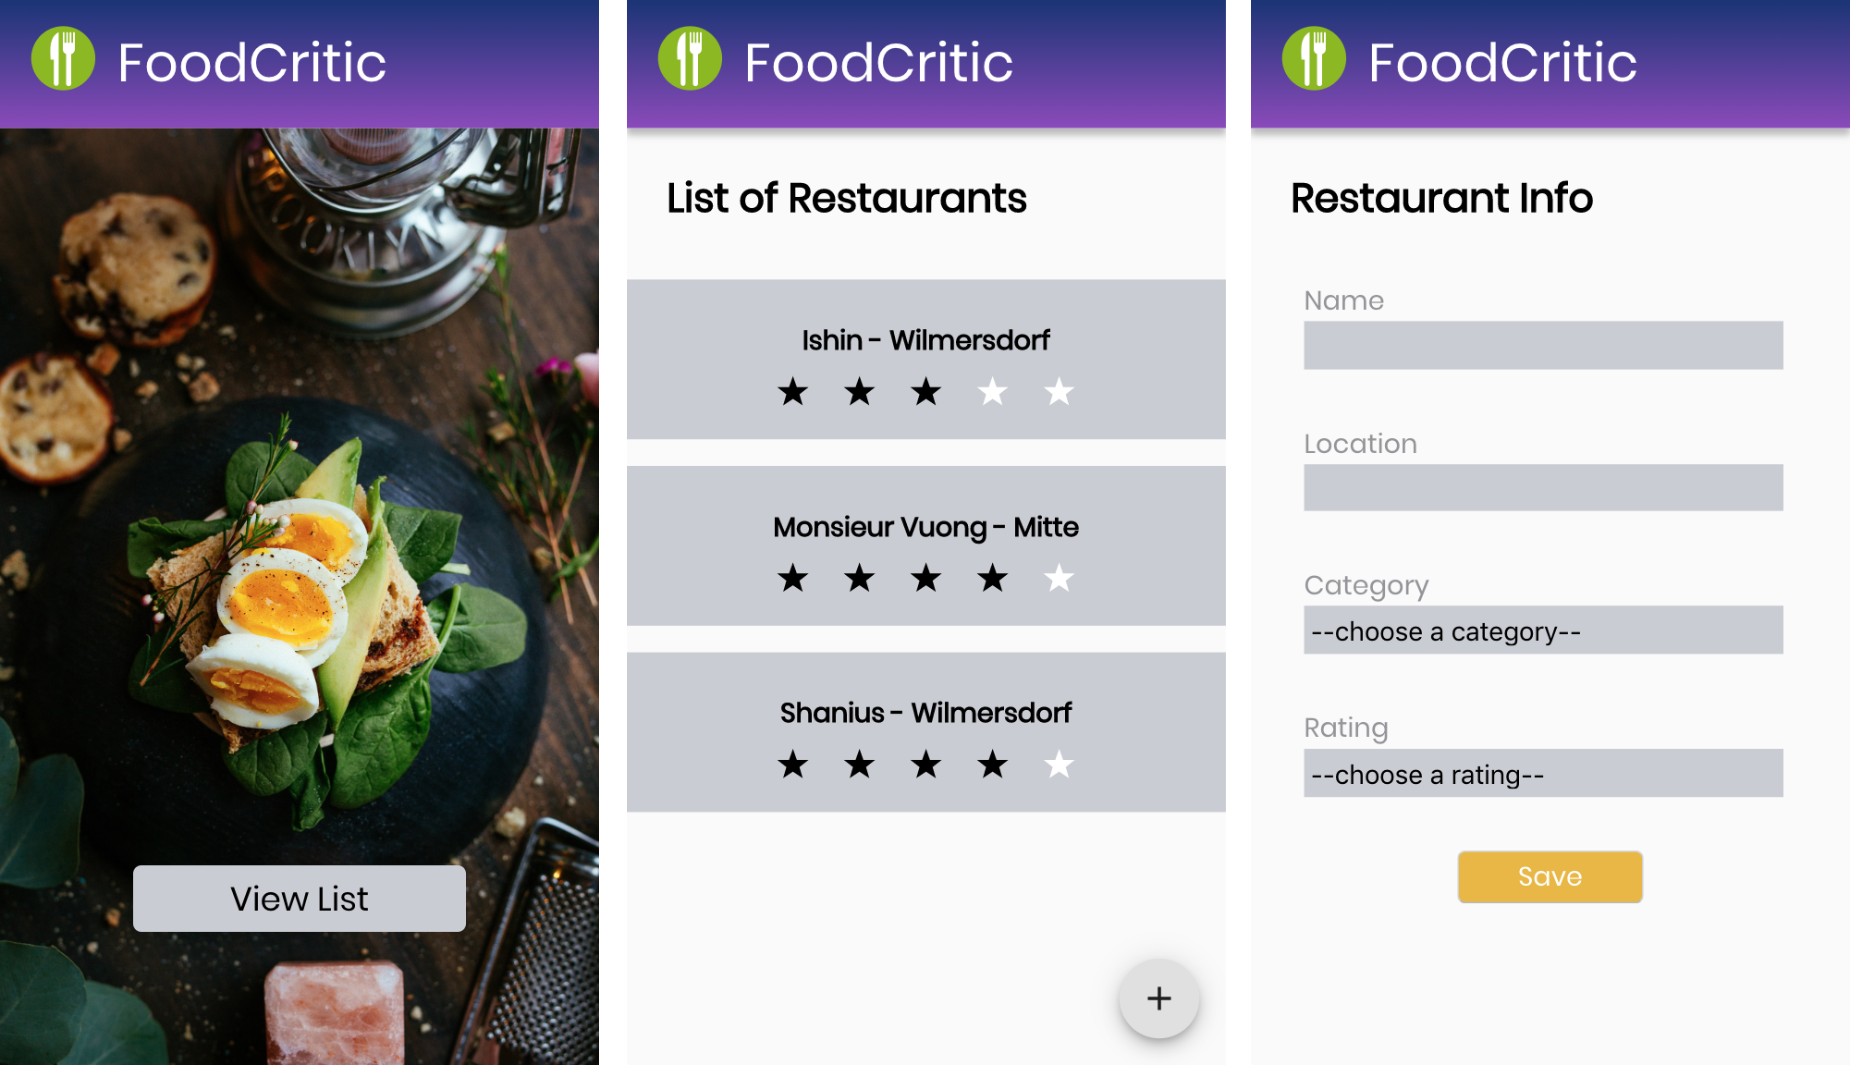 FoodCritic
OOKLYN
View List
FoodCritic
List of Restaurants
Ishin - Wilmersdorf
Monsieur Vuong - Mitte
Shanius - Wilmersdorf
+
FoodCritic
Restaurant Info
Name
Location
Category
--choose a category--
Rating
--choose a rating--
Save